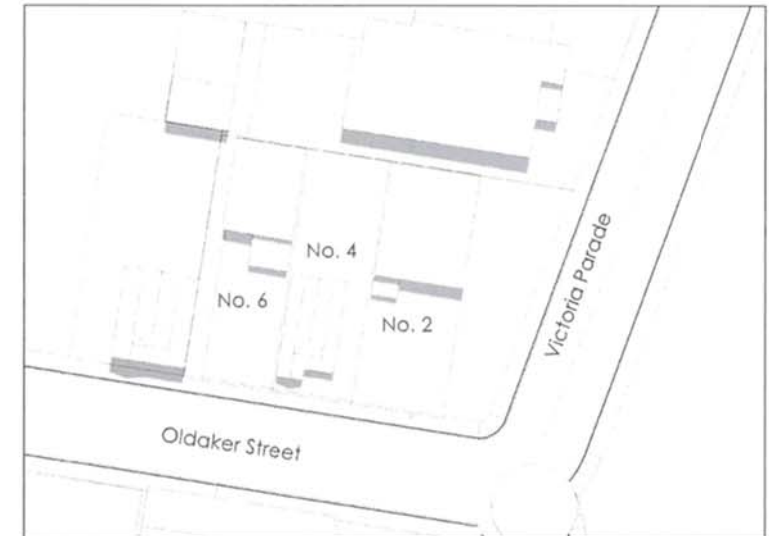 No. 4
No. 6
No. 2
Victoria Parade
Oldaker Street